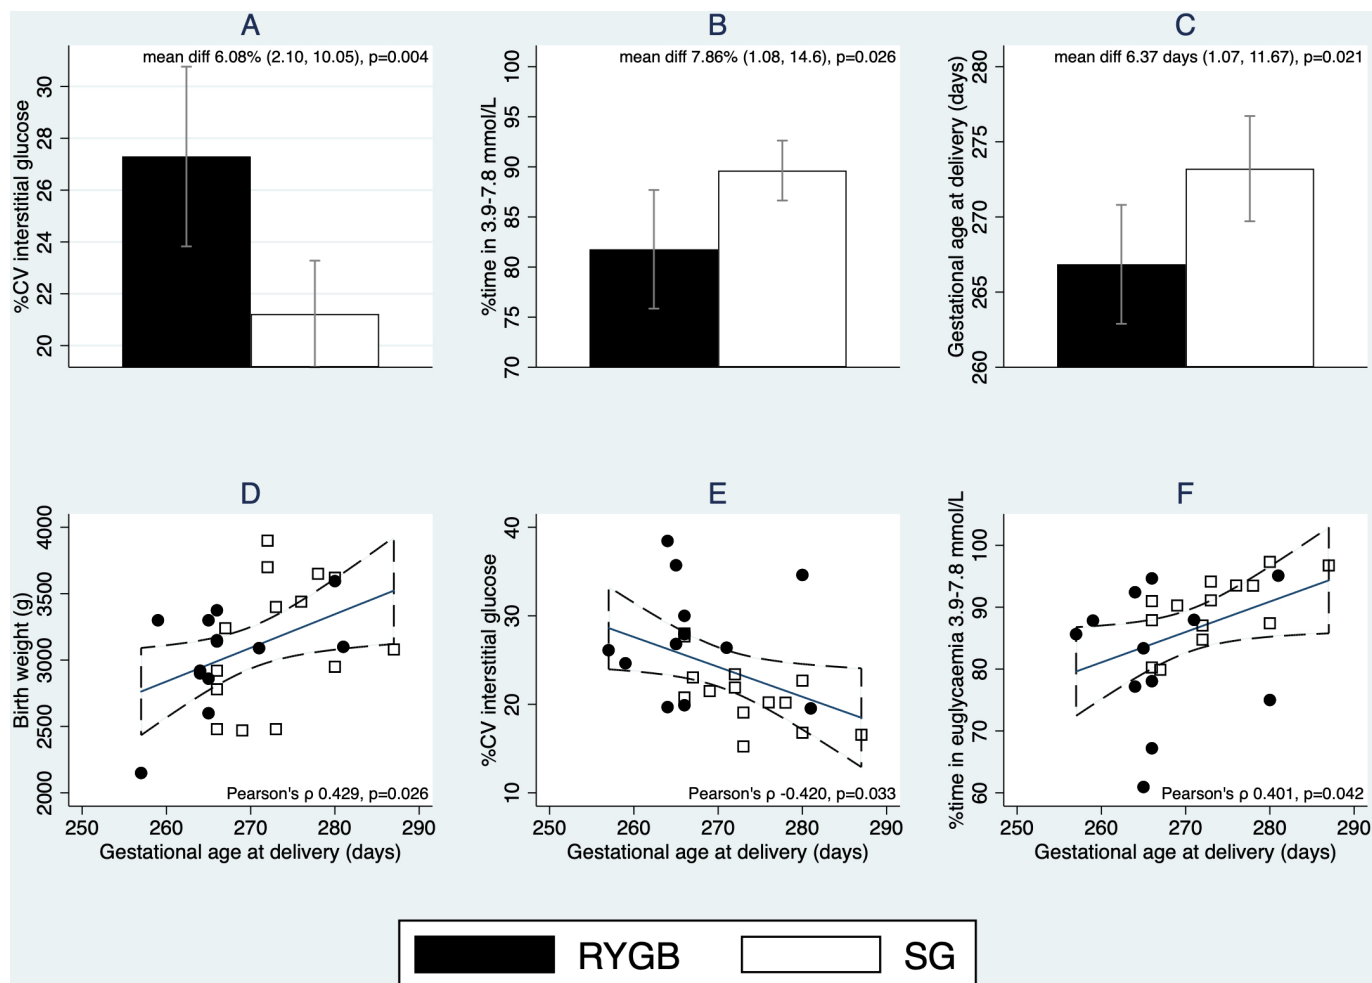 A
mean diff 6.08% (2.10, 10.05), p=0.004
%CV interstitial glucose
30
28
26
24
22
20
B
mean diff 7.86% (1.08, 14.6), p=0.026
%time in 3.9-7.8 mmol/L
100
95
90
85
80
75
70
C
mean diff 6.37 days (1.07, 11.67), p=0.021
Gestational age at delivery (days)
280
275
270
265
260
D
Birth weight (g)
4000
3500
3000
2500
2000
Pearson's ρ 0.429, p=0.026
250 260 270 280 290
Gestational age at delivery (days)
E
%CV interstitial glucose
40
30
20
10
Pearson's ρ -0.420, p=0.033
250 260 270 280 290
Gestational age at delivery (days)
F
%time in euglycaemia 3.9-7.8 mmol/L
100
90
80
70
60
Pearson's ρ 0.401, p=0.042
250 260 270 280 290
Gestational age at delivery (days)
RYGB SG